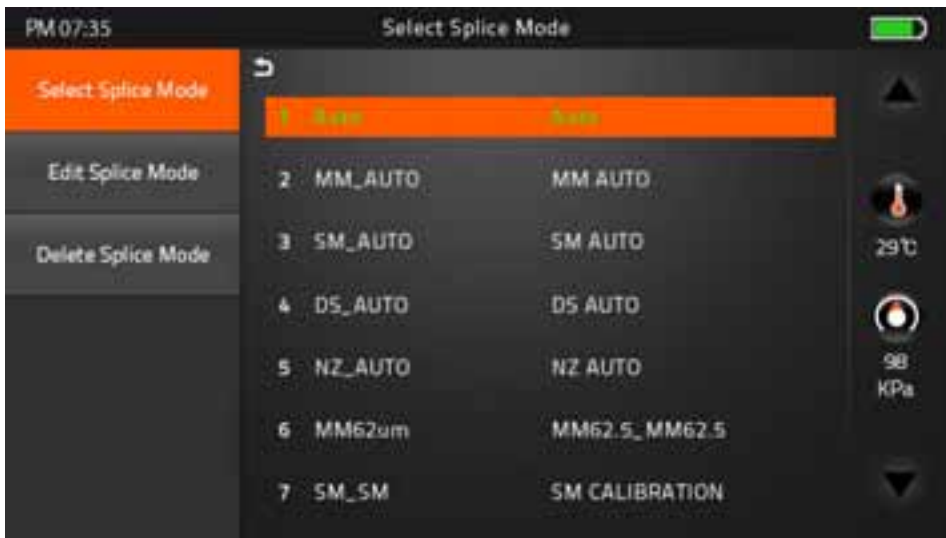 PM 07:35 Select Splice Mode
Select Splice Mode
Edit Splice Mode
Delete Splice Mode
1 Auto Auto
2 MM_AUTO MM AUTO
3 SM_AUTO SM AUTO
4 DS_AUTO DS AUTO
5 NZ_AUTO NZ AUTO
6 MM62um MM62.5_MM62.5
7 SM_SM SM CALIBRATION
29℃
98
KPa